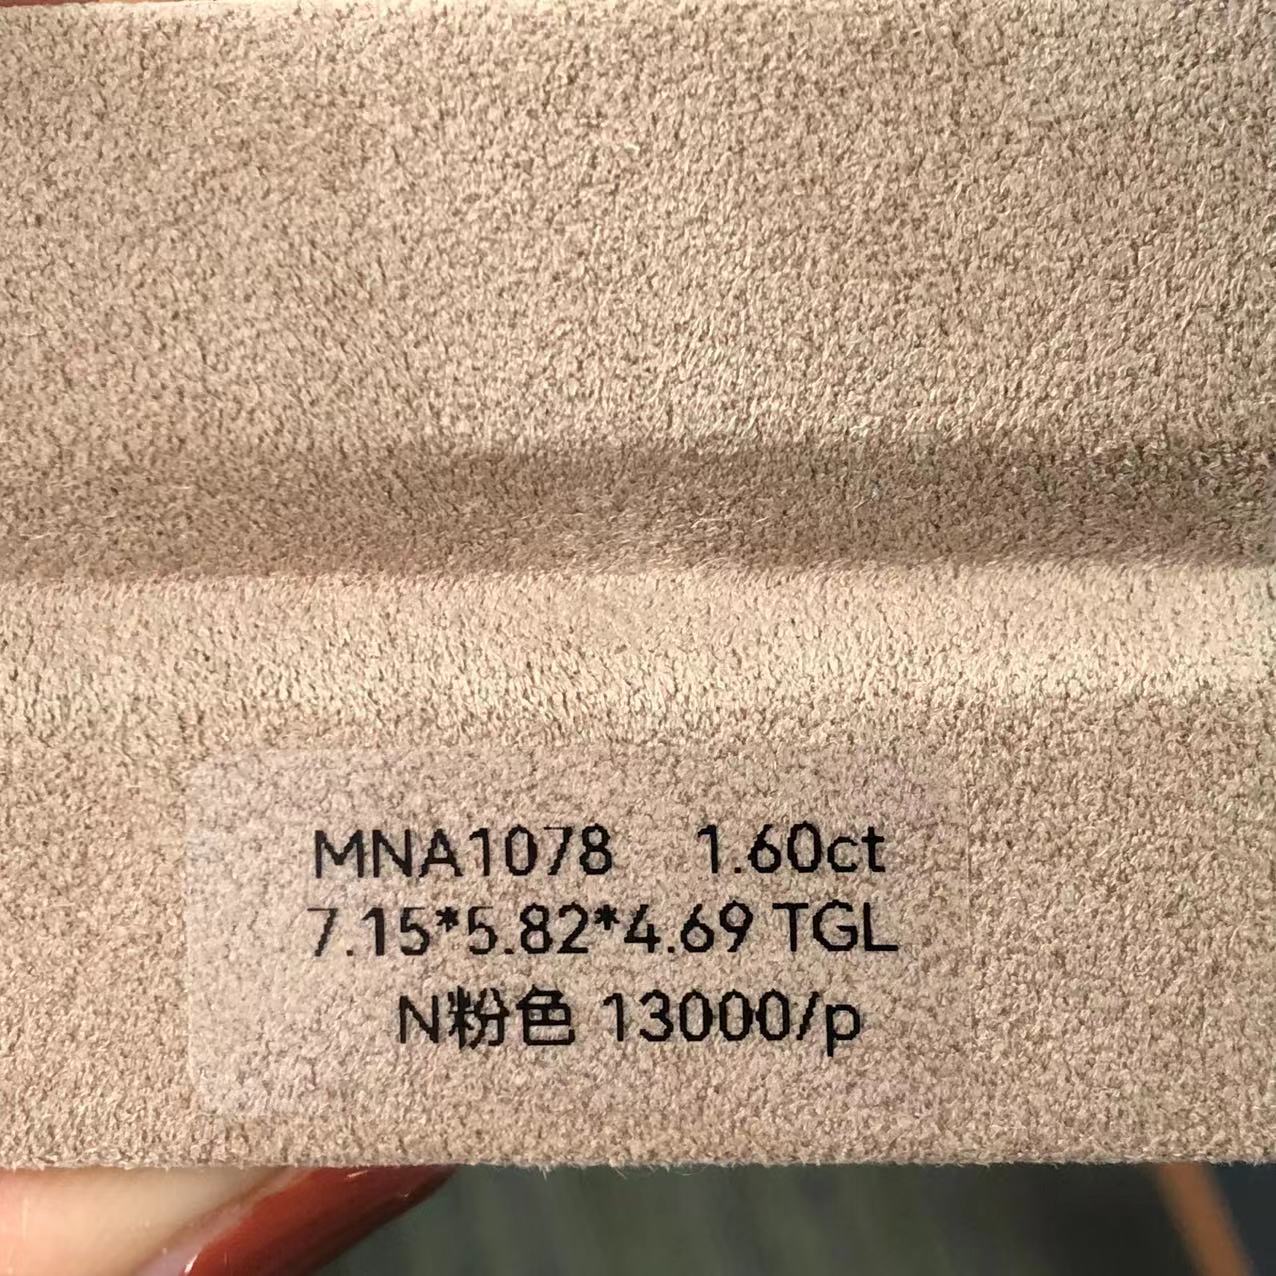 MNA1078 1.60ct
7.15*5.82*4.69 TGL
N粉色 13000/p